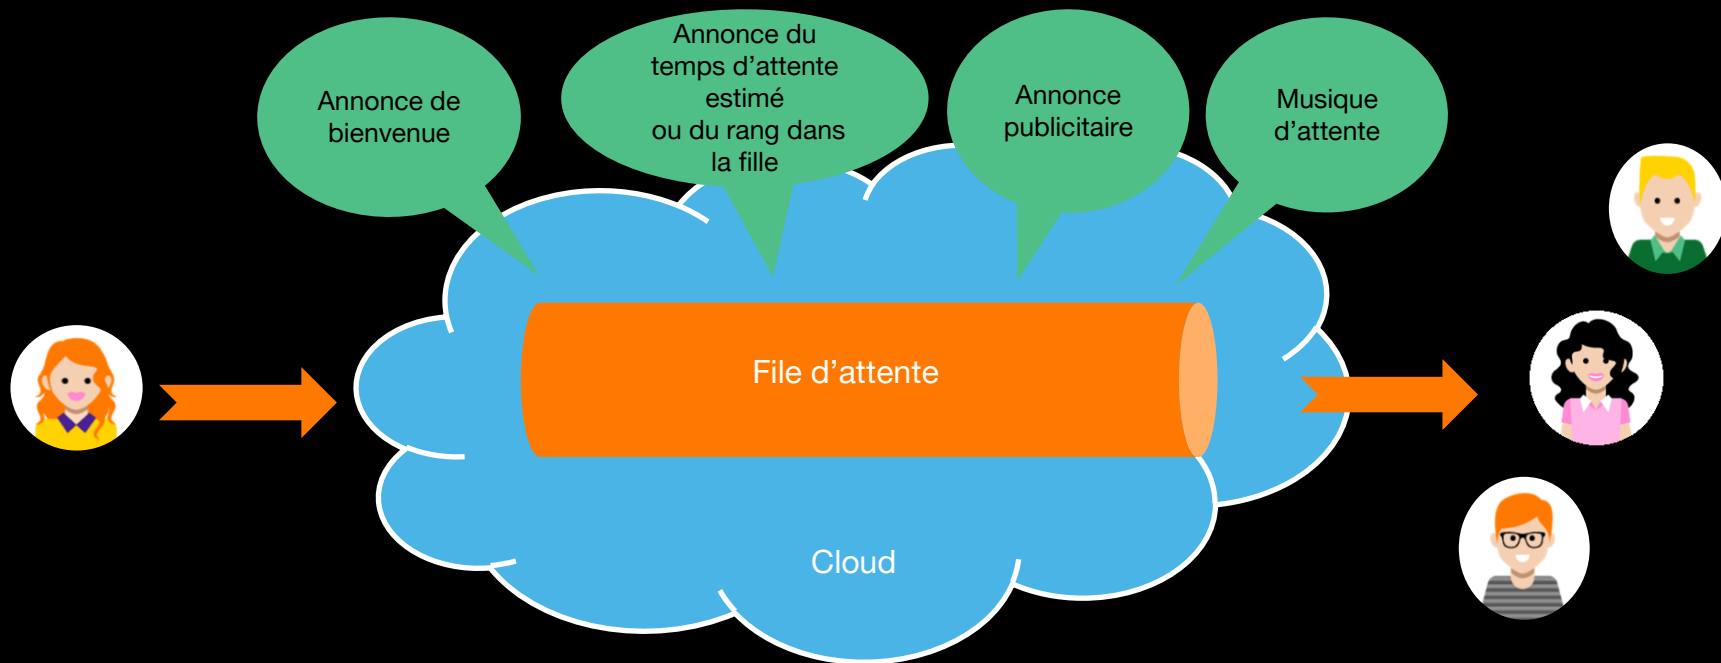 Annonce de
bienvenue
Annonce du
temps d’attente
estimé
ou du rang dans
la fille
Annonce
publicitaire
Musique
d’attente
File d’attente
Cloud